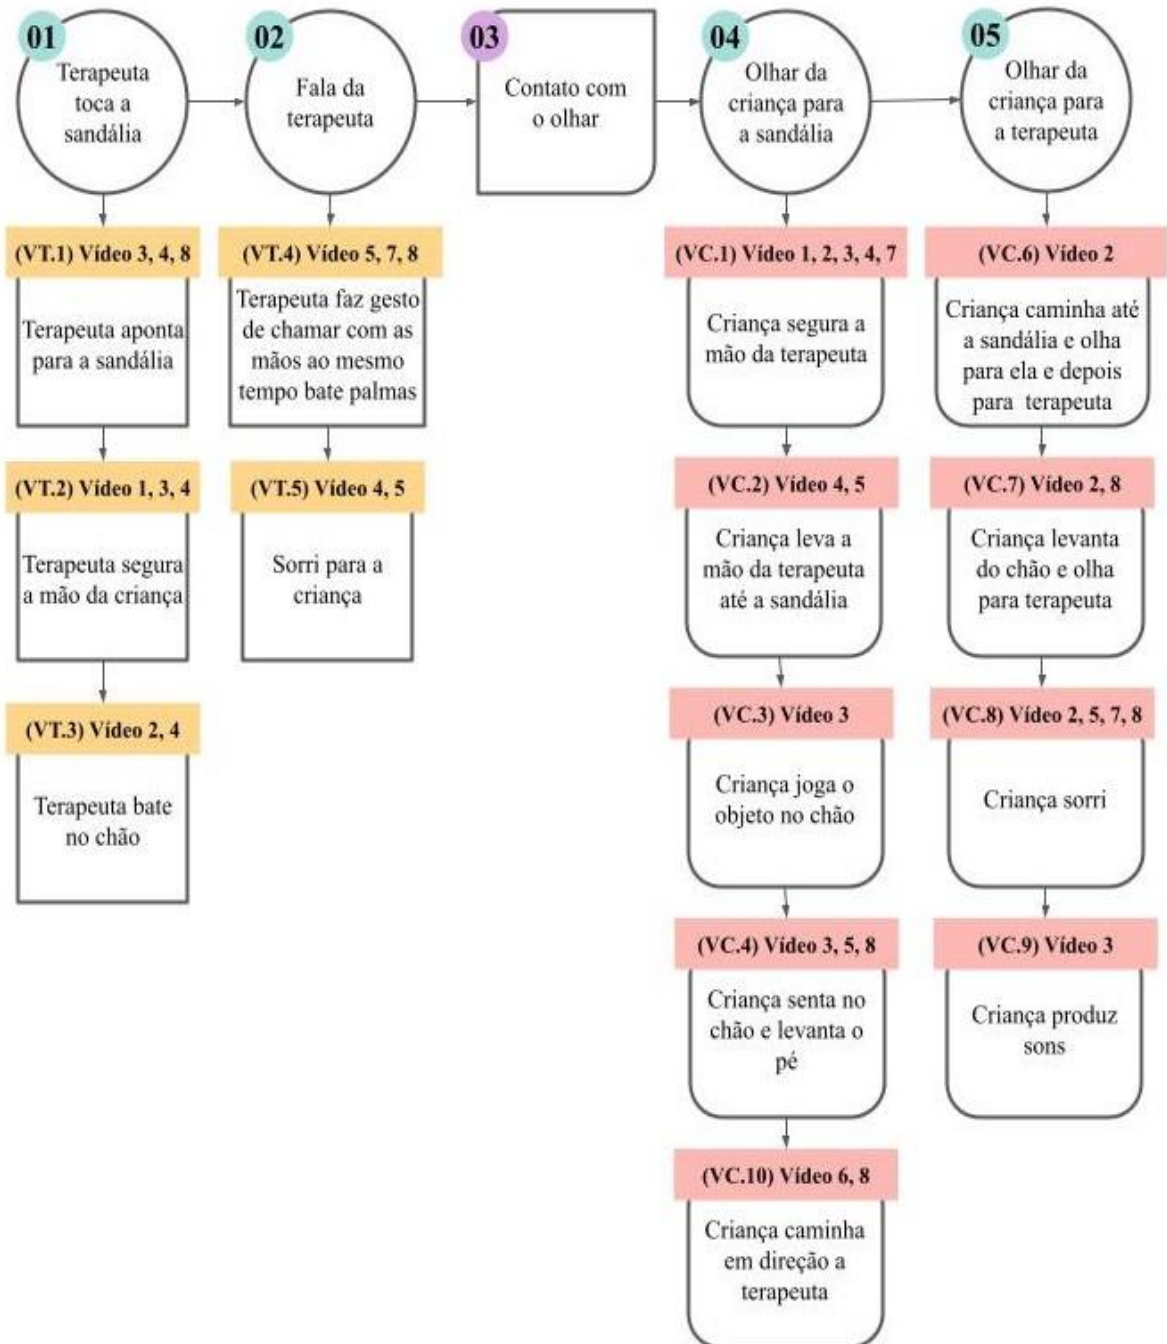 01
Terapeuta
toca a
sandália
02
Fala da
terapeuta
03
Contato com
o olhar
04
Olhar da
criança para
a sandália
05
Olhar da
criança para
a terapeuta
(VT.1) Vídeo 3, 4, 8
Terapeuta aponta
para a sandália
(VT.2) Vídeo 1, 3, 4
Terapeuta segura
a mão da criança
(VT.3) Vídeo 2, 4
Terapeuta bate
no chão
(VT.4) Vídeo 5, 7, 8
Terapeuta faz gesto
de chamar com as
mãos ao mesmo
tempo bate palmas
(VT.5) Vídeo 4, 5
Sorri para a
criança
(VC.1) Vídeo 1, 2, 3, 4, 7
Criança segura a
mão da terapeuta
(VC.2) Vídeo 4, 5
Criança leva a
mão da terapeuta
até a sandália
(VC.3) Vídeo 3
Criança joga o
objeto no chão
(VC.4) Vídeo 3, 5, 8
Criança senta no
chão e levanta o
pé
(VC.10) Vídeo 6, 8
Criança caminha
em direção a
terapeuta
(VC.6) Vídeo 2
Criança caminha até
a sandália e olha
para ela e depois
para terapeuta
(VC.7) Vídeo 2, 8
Criança levanta
do chão e olha
para terapeuta
(VC.8) Vídeo 2, 5, 7, 8
Criança sorri
(VC.9) Vídeo 3
Criança produz
sons